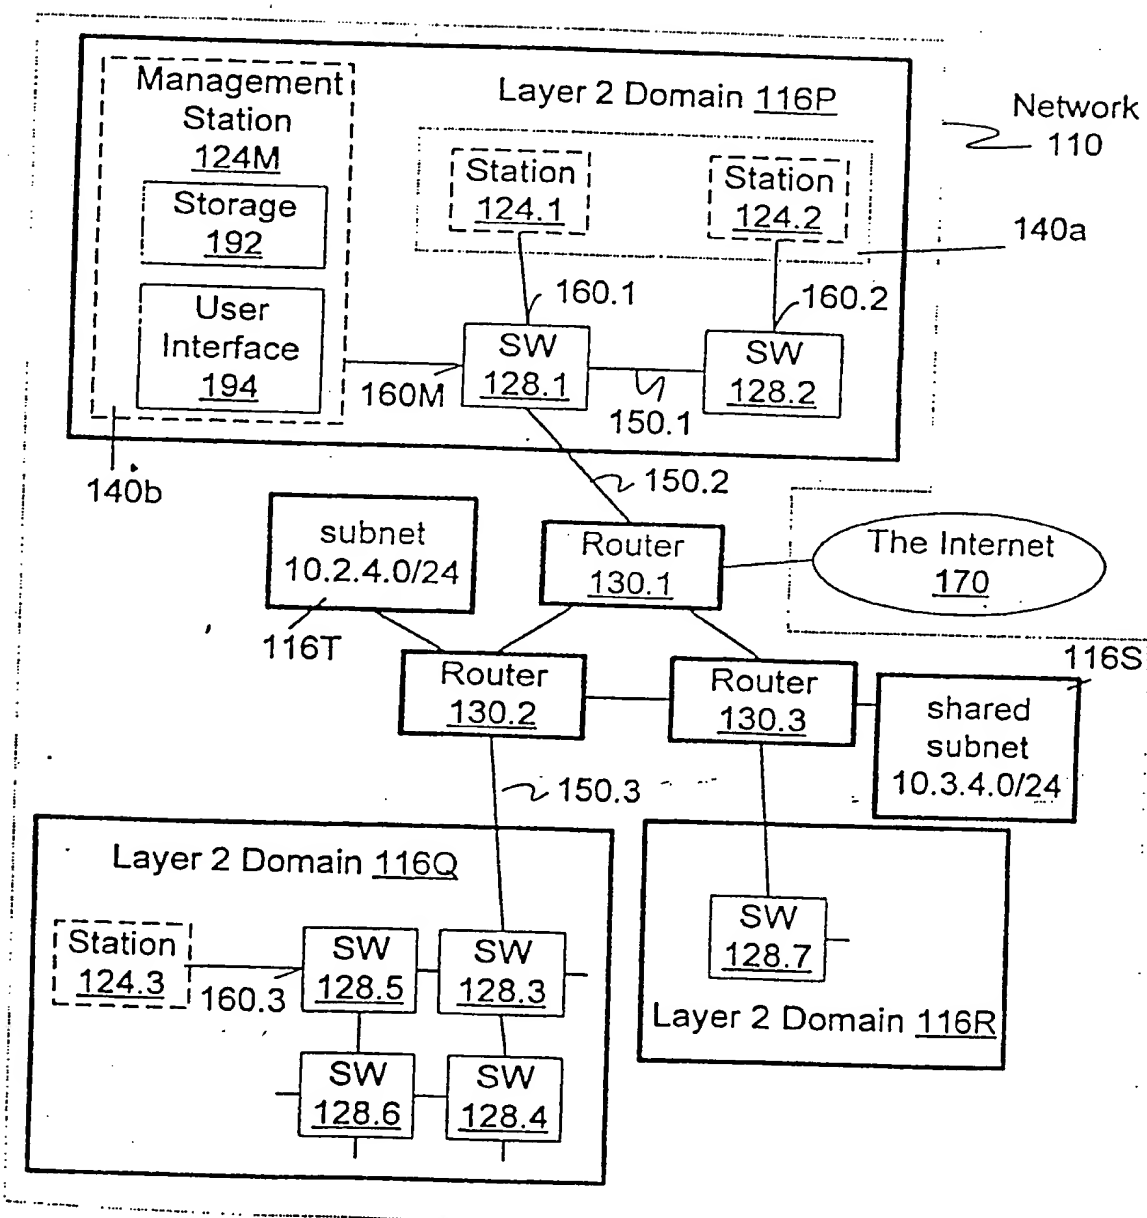 Management
Station
124M
Storage
192
User
Interface
194
Layer 2 Domain 116P
Station
124.1
Station
124.2
Network
110
140a
160.1
160.2
SW
128.1
SW
128.2
160M
150.1
140b
150.2
subnet
10.2.4.0/24
Router
130.1
The Internet
170
116T
116S
Router
130.2
Router
130.3
shared
subnet
10.3.4.0/24
150.3
Layer 2 Domain 116Q
Station
124.3
160.3
SW
128.5
SW
128.3
SW
128.6
SW
128.4
SW
128.7
Layer 2 Domain 116R